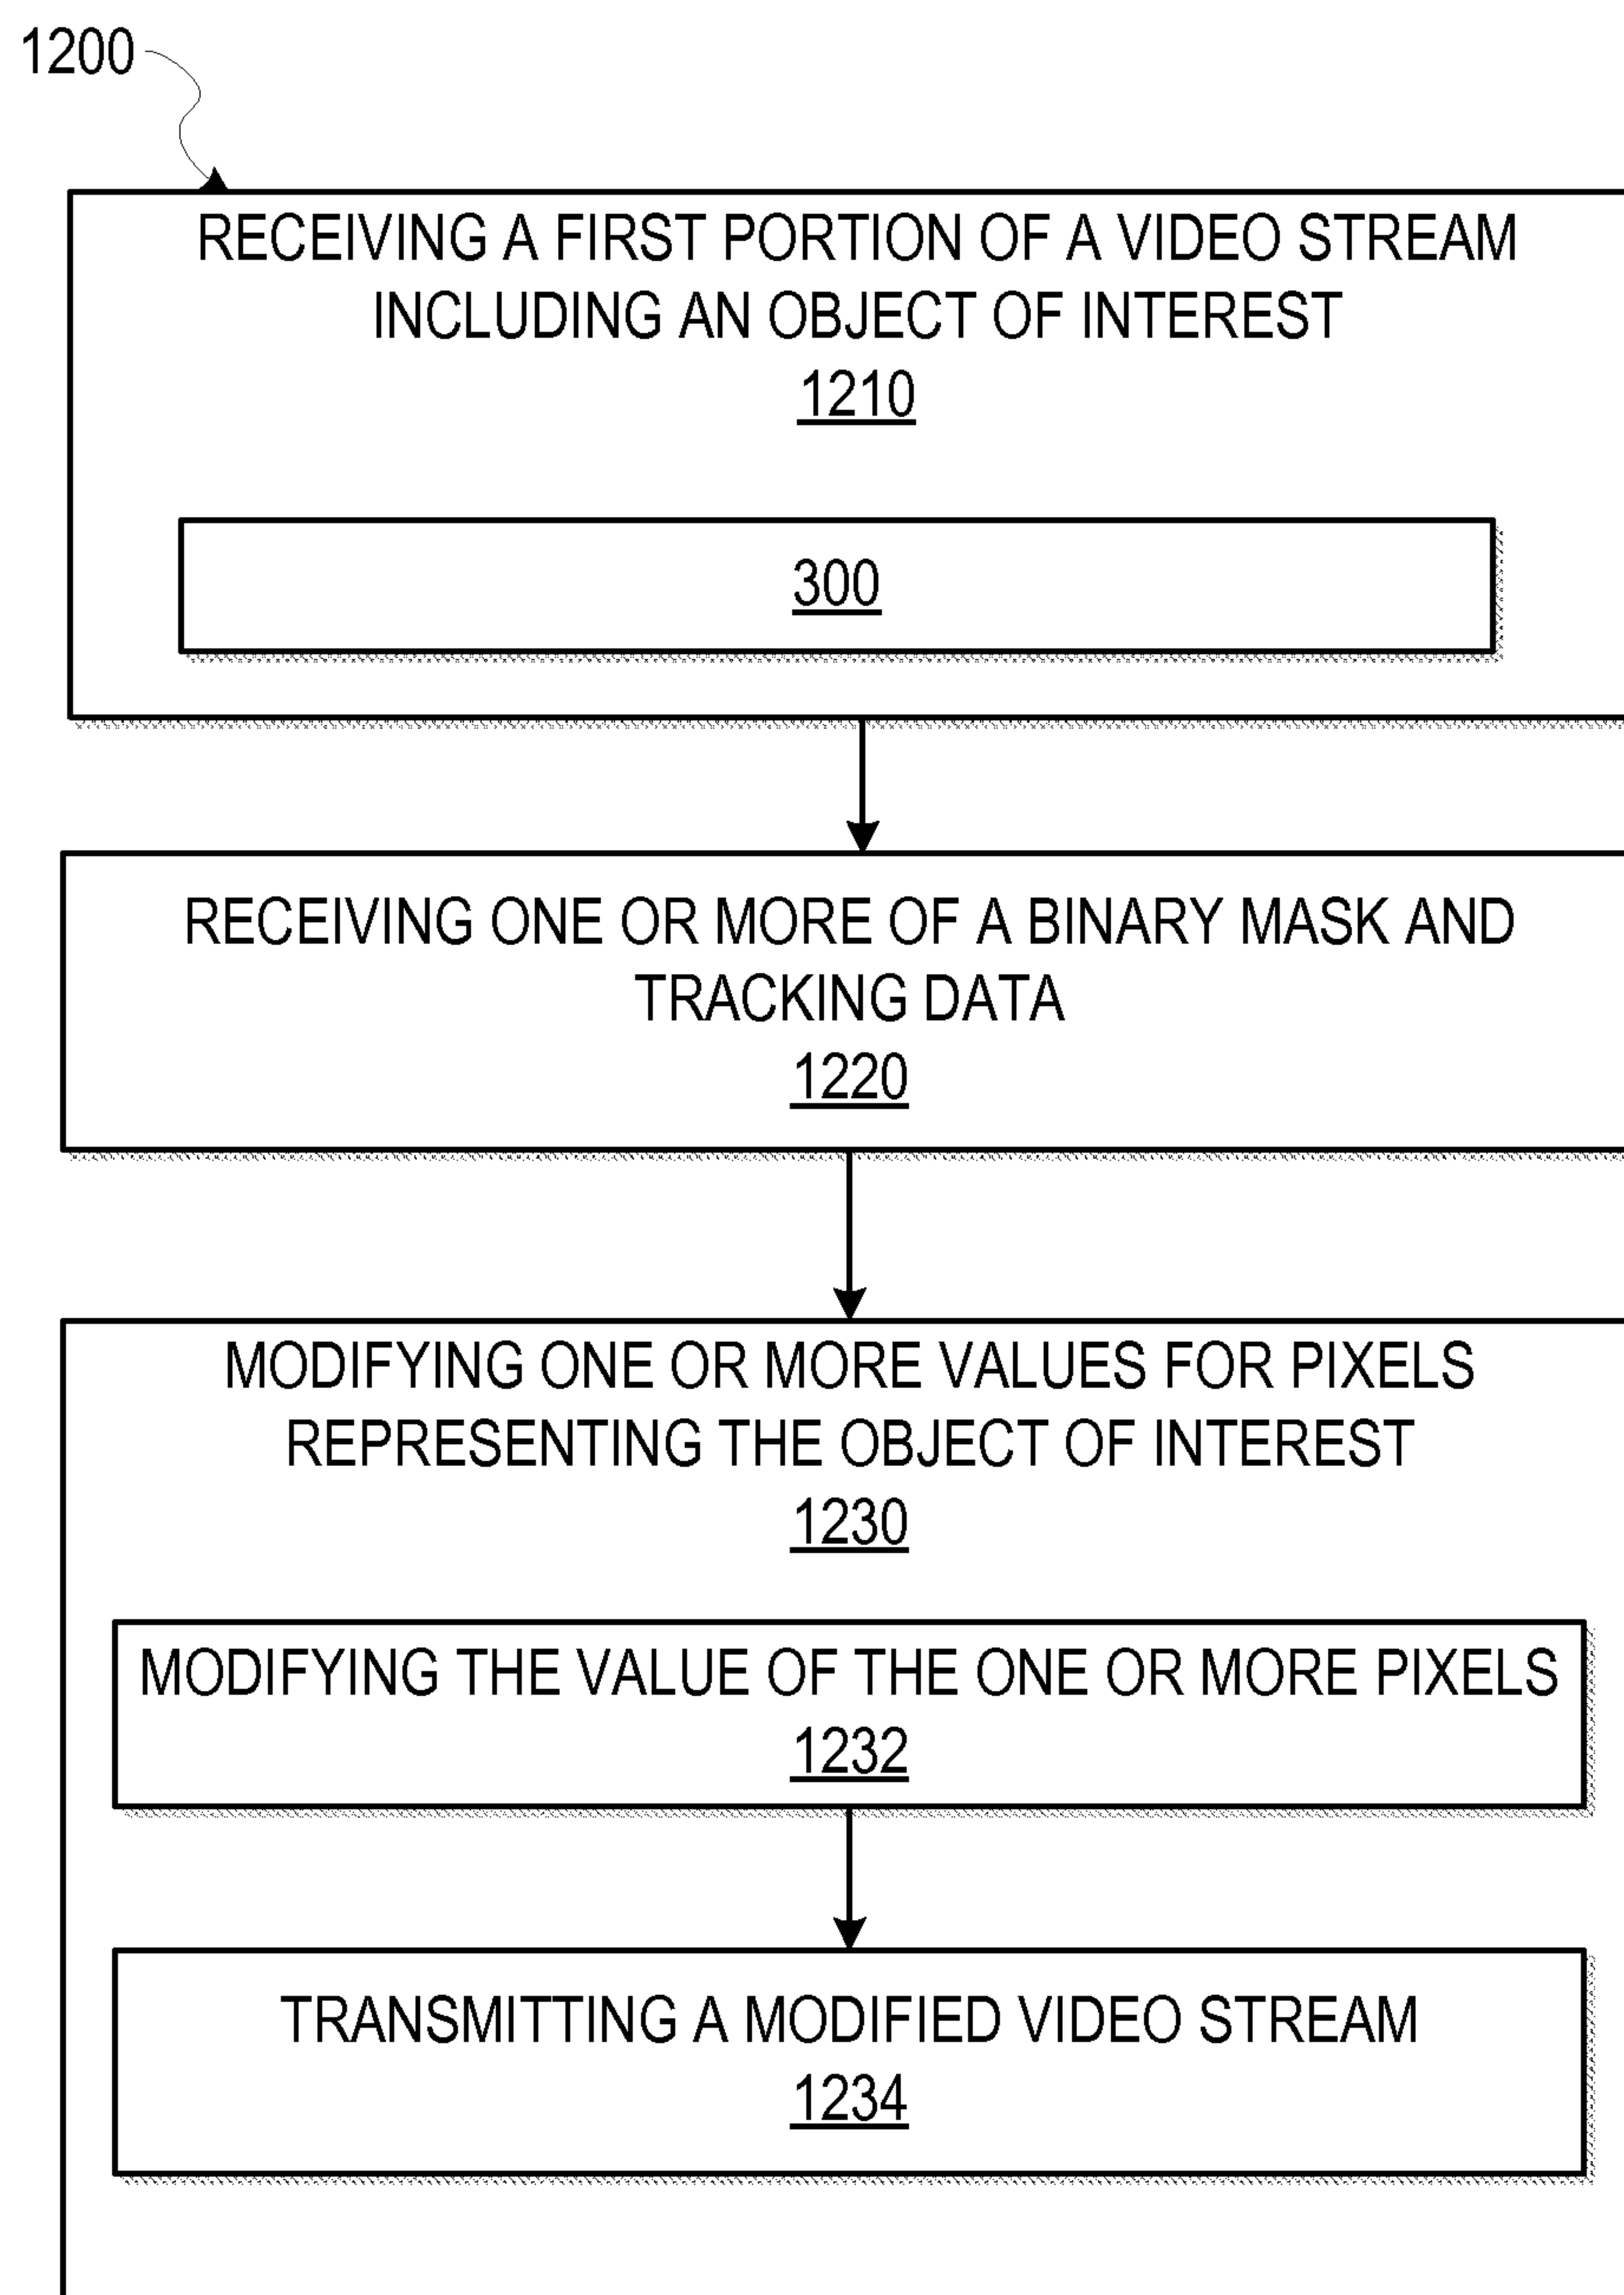 1200
RECEIVING A FIRST PORTION OF A VIDEO STREAM
INCLUDING AN OBJECT OF INTEREST
1210
300
RECEIVING ONE OR MORE OF A BINARY MASK AND
TRACKING DATA
1220
MODIFYING ONE OR MORE VALUES FOR PIXELS
REPRESENTING THE OBJECT OF INTEREST
1230
MODIFYING THE VALUE OF THE ONE OR MORE PIXELS
1232
TRANSMITTING A MODIFIED VIDEO STREAM
1234